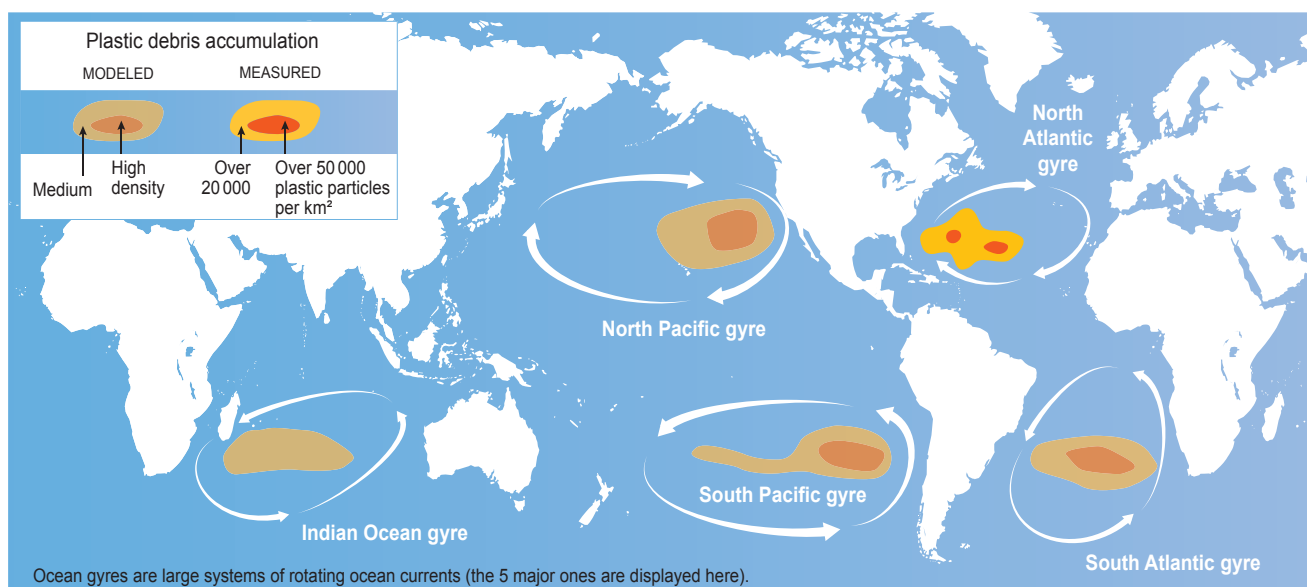 Plastic debris accumulation
MODELED
MEASURED
Medium
High
density
Over
20 000
Over 50 000
plastic particles
per km²
North
Atlantic
gyre
North Pacific gyre
South Pacific gyre
Indian Ocean gyre
South Atlantic gyre
Ocean gyres are large systems of rotating ocean currents (the 5 major ones are displayed here).